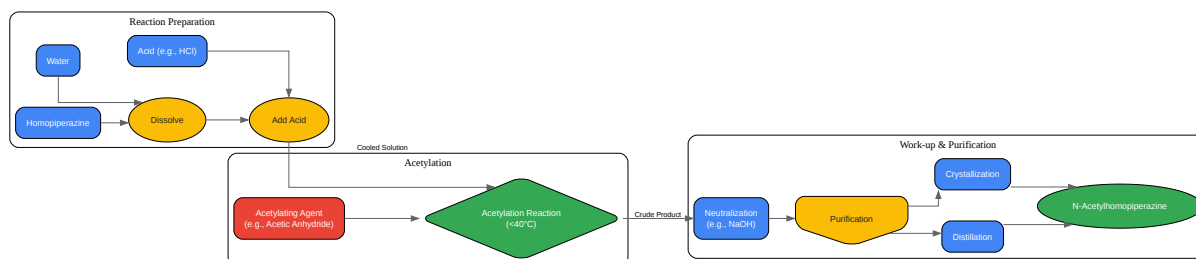 Reaction Preparation
Water
Acid (e.g., HCl)
Homopiperazine
Dissolve
Add Acid
Cooled Solution
Acetylation
Acetylating Agent
(e.g., Acetic Anhydride)
Acetylation Reaction
(<40°C)
Crude Product
Work-up & Purification
Neutralization
(e.g., NaOH)
Purification
Crystallization
Distillation
N-Acetylhomopiperazine